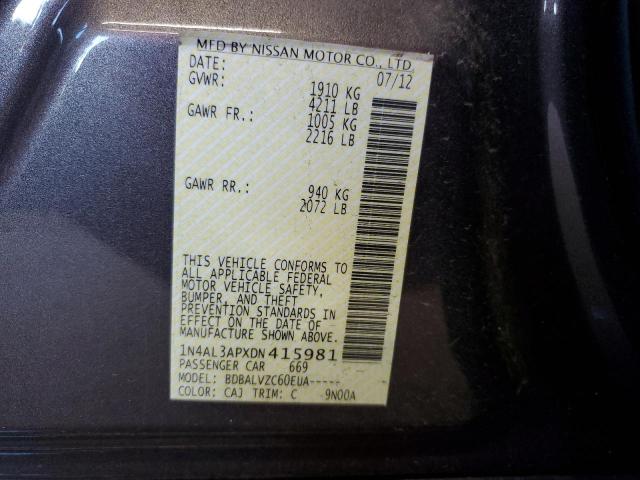 MFD BY NISSAN MOTOR CO., LTD.
DATE: 07/12
GVWR: 1910 KG
4211 LB
GAWR FR.: 1005 KG
2216 LB
GAWR RR.: 940 KG
2072 LB
THIS VEHICLE CONFORMS TO
ALL APPLICABLE FEDERAL
MOTOR VEHICLE SAFETY,
BUMPER, AND THEFT
PREVENTION STANDARDS IN
EFFECT ON THE DATE OF
MANUFACTURE SHOWN ABOVE.
1N4AL3APXDN415981
PASSENGER CAR 669
MODEL: BDBALVZC60EUA-----
COLOR: CAJ TRIM: C 9N00A